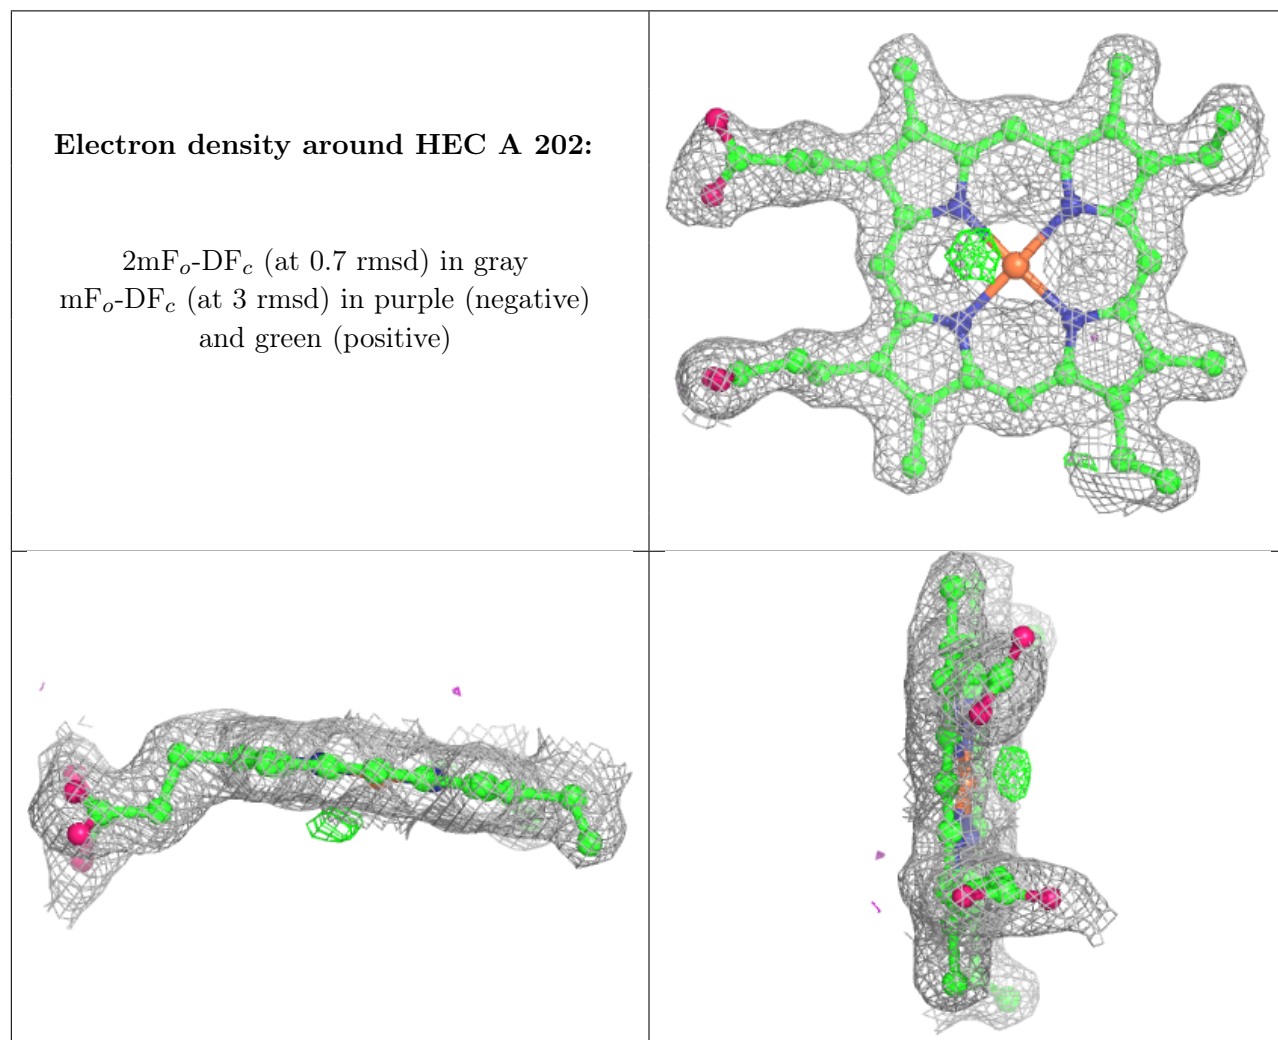 Electron density around HEC A 202:
2mFo-DFc (at 0.7 rmsd) in gray
mFo-DFc (at 3 rmsd) in purple (negative)
and green (positive)